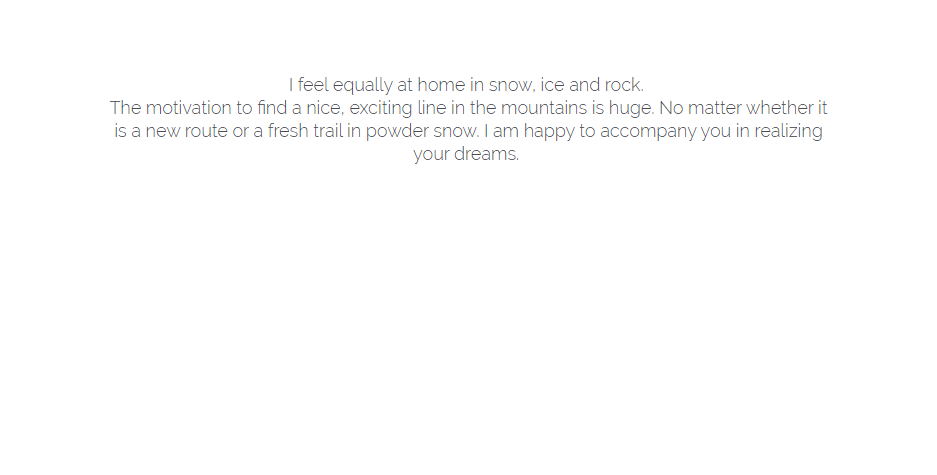 I feel equally at home in snow, ice and rock.
The motivation to find a nice, exciting line in the mountains is huge. No matter whether it
is a new route or a fresh trail in powder snow. I am happy to accompany you in realizing
your dreams.